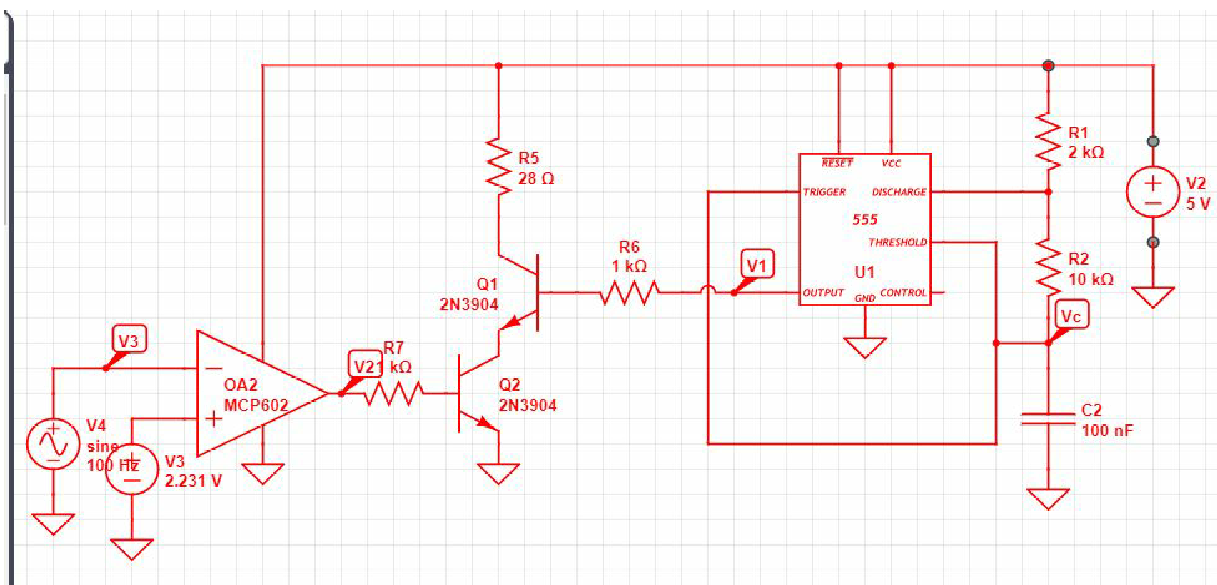 R5
28 Ω
R1
2 kΩ
RESET
VCC
TRIGGER
DISCHARGE
555
THRESHOLD
U1
OUTPUT
CONTROL
GND
V2
5 V
R2
10 kΩ
R6
1 kΩ
V1
Vc
Q1
2N3904
V3
OA2
MCP602
V2
R7
1 kΩ
Q2
2N3904
C2
100 nF
V4
sine
100 Hz
V3
2.231 V